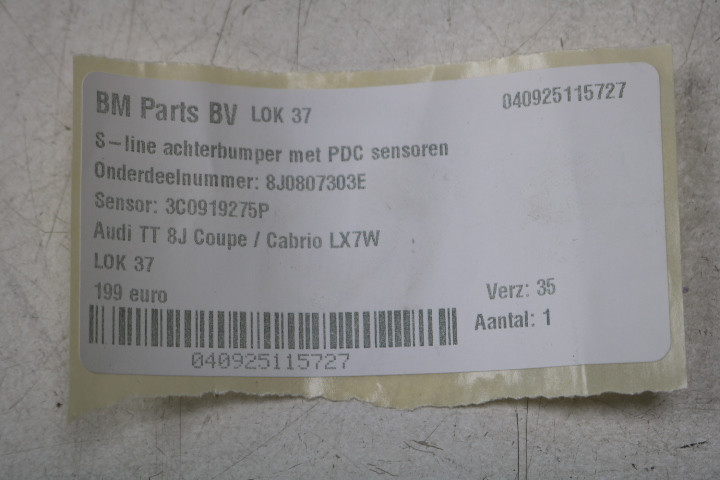 BM Parts BV LOK 37 040925115727
S-line achterbumper met PDC sensoren
Onderdeelnummer: 8J0807303E
Sensor: 3C0919275P
Audi TT 8J Coupe / Cabrio LX7W
LOK 37
199 euro Verz: 35
Aantal: 1
040925115727